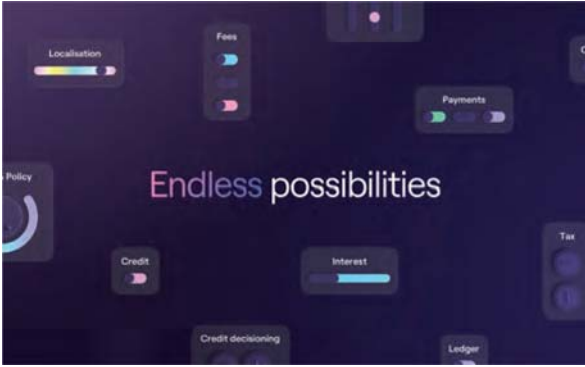 Fees
Localisation
Payments
Policy
Endless possibilities
Tax
Credit
Interest
Credit decisioning
Ledger